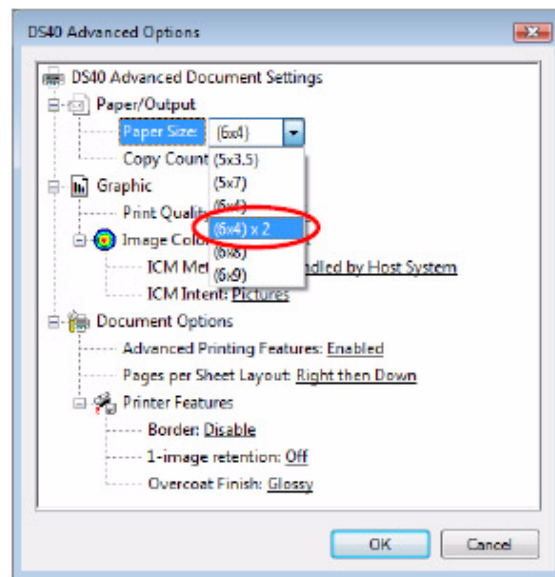 DS40 Advanced Options
DS40 Advanced Document Settings
Paper/Output
Paper Size: (6x4)
Copy Count
(5x3.5)
(5x7)
Graphic
(6x4)
Print Quality
(6x4) x 2
Image Color
(6x8)
ICM Met ndled by Host System
(6x9)
ICM Intent: Pictures
Document Options
Advanced Printing Features: Enabled
Pages per Sheet Layout: Right then Down
Printer Features
Border: Disable
1-image retention: Off
Overcoat Finish: Glossy
OK Cancel